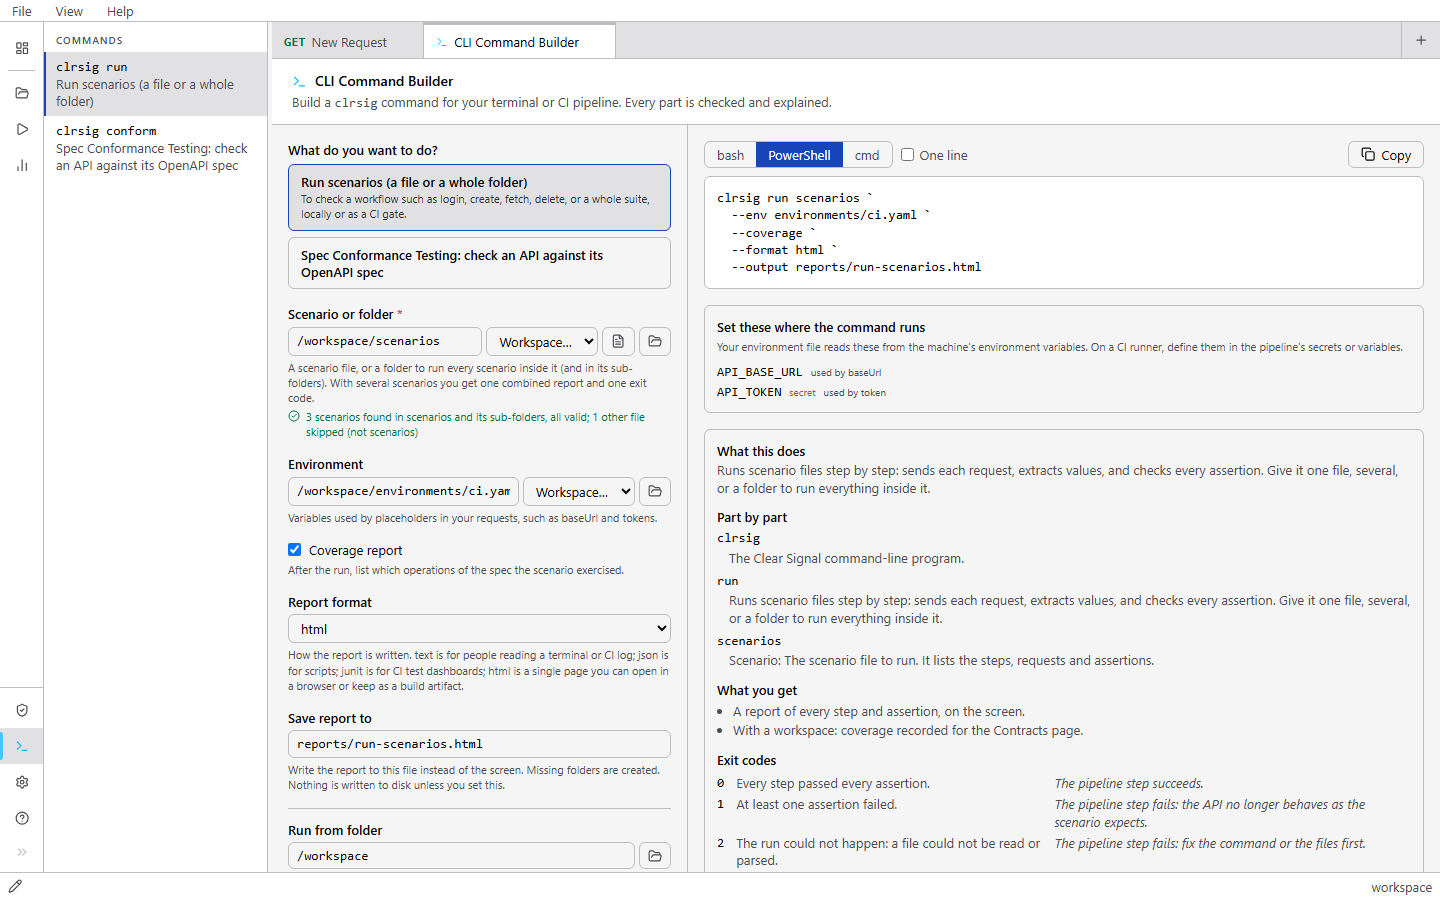 File View Help
COMMANDS
clrsig run
Run scenarios (a file or a whole
folder)
clrsig conform
Spec Conformance Testing: check
an API against its OpenAPI spec
GET New Request
CLI Command Builder
CLI Command Builder
Build a clrsig command for your terminal or CI pipeline. Every part is checked and explained.
What do you want to do?
Run scenarios (a file or a whole folder)
To check a workflow such as login, create, fetch, delete, or a whole suite,
locally or as a CI gate.
Spec Conformance Testing: check an API against its
OpenAPI spec
Scenario or folder *
/workspace/scenarios
Workspace...
A scenario file, or a folder to run every scenario inside it (and in its sub-
folders). With several scenarios you get one combined report and one exit
code.
3 scenarios found in scenarios and its sub-folders, all valid; 1 other file
skipped (not scenarios)
Environment
/workspace/environments/ci.yam
Workspace...
Variables used by placeholders in your requests, such as baseUrl and tokens.
Coverage report
After the run, list which operations of the spec the scenario exercised.
Report format
html
How the report is written. text is for people reading a terminal or CI log; json is
for scripts; junit is for CI test dashboards; html is a single page you can open in
a browser or keep as a build artifact.
Save report to
reports/run-scenarios.html
Write the report to this file instead of the screen. Missing folders are created.
Nothing is written to disk unless you set this.
Run from folder
/workspace
bash PowerShell cmd One line
Copy
clrsig run scenarios `
--env environments/ci.yaml `
--coverage `
--format html `
--output reports/run-scenarios.html
Set these where the command runs
Your environment file reads these from the machine's environment variables. On a CI runner, define them in the pipeline's secrets or variables.
API_BASE_URL used by baseUrl
API_TOKEN secret used by token
What this does
Runs scenario files step by step: sends each request, extracts values, and checks every assertion. Give it one file, several,
or a folder to run everything inside it.
Part by part
clrsig
The Clear Signal command-line program.
run
Runs scenario files step by step: sends each request, extracts values, and checks every assertion. Give it one file, several,
or a folder to run everything inside it.
scenarios
Scenario: The scenario file to run. It lists the steps, requests and assertions.
What you get
• A report of every step and assertion, on the screen.
• With a workspace: coverage recorded for the Contracts page.
Exit codes
0 Every step passed every assertion. The pipeline step succeeds.
1 At least one assertion failed. The pipeline step fails: the API no longer behaves as the
scenario expects.
2 The run could not happen: a file could not be read or The pipeline step fails: fix the command or the files first.
parsed.
workspace